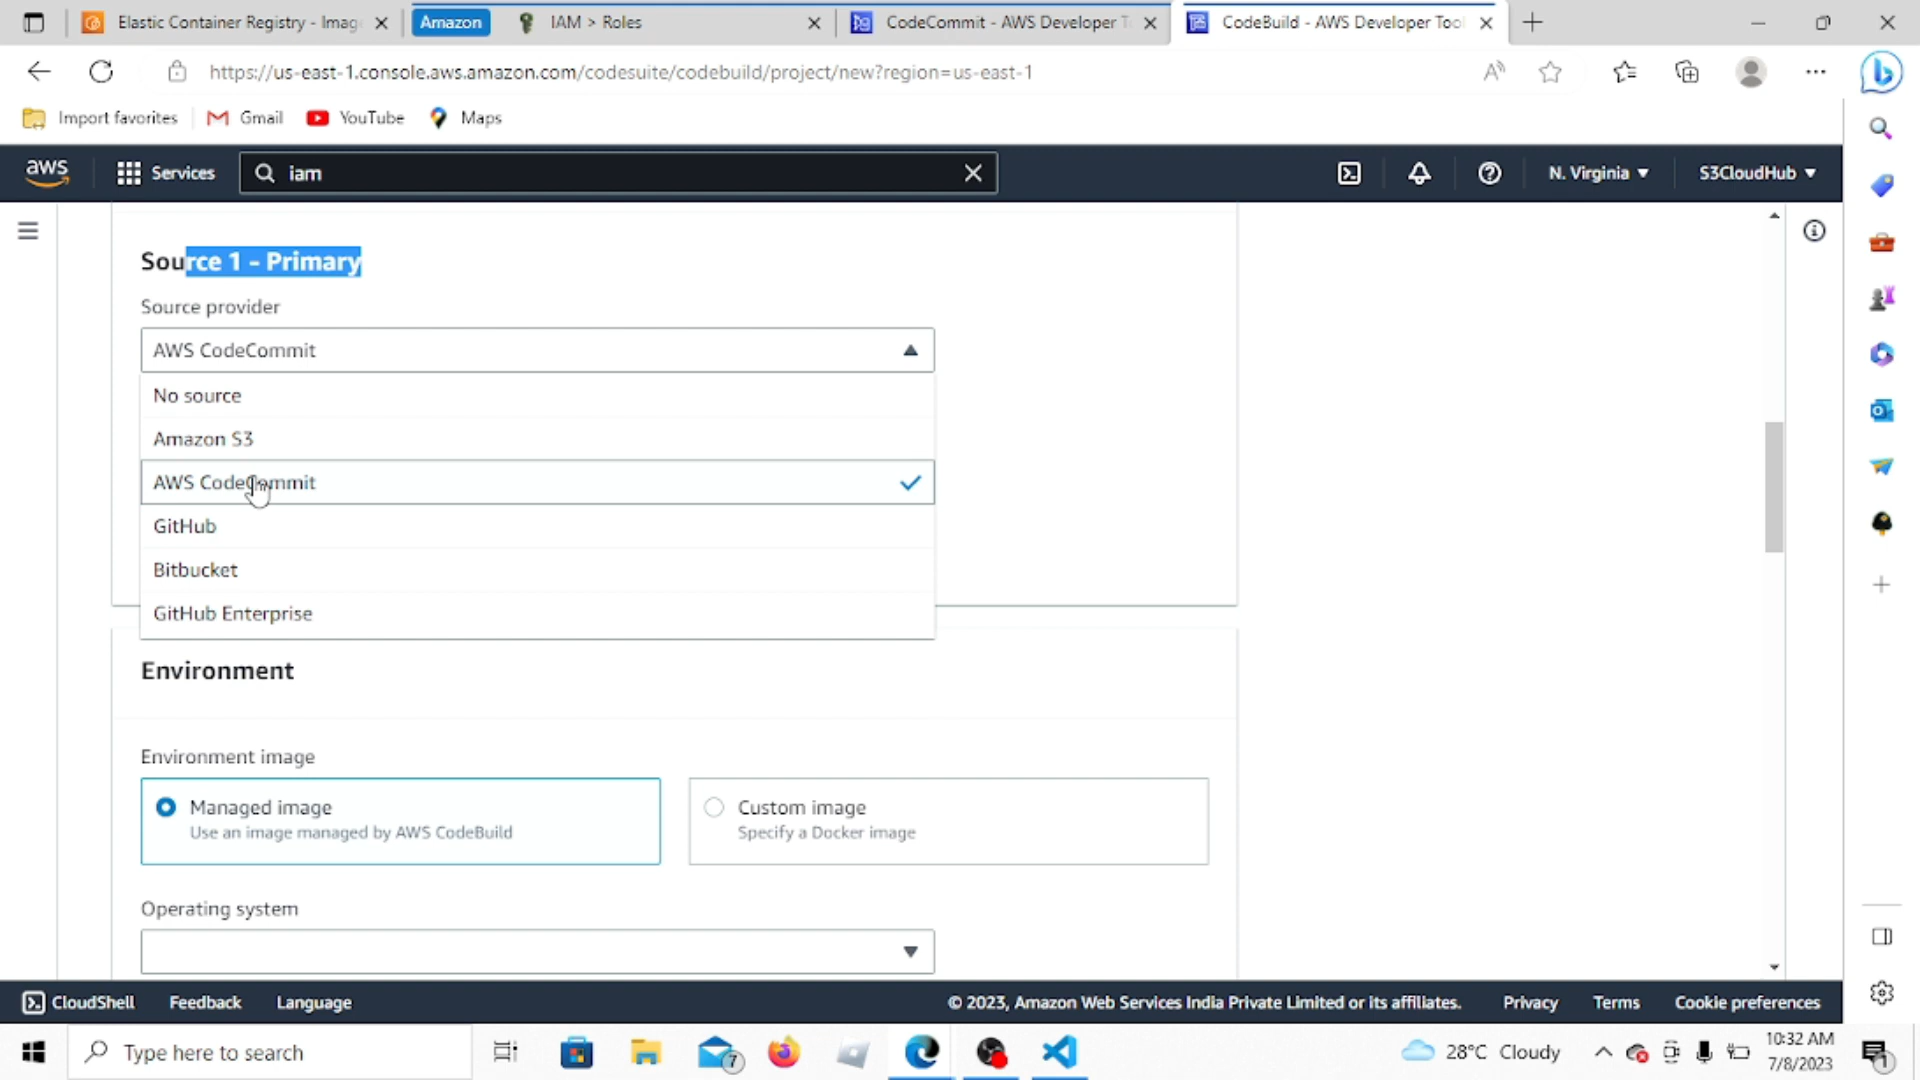 Elastic Container Registry - Imag
Amazon
IAM > Roles
CodeCommit - AWS Developer T
CodeBuild - AWS Developer Tool
https://us-east-1.console.aws.amazon.com/codesuite/codebuild/project/new?region=us-east-1
Import favorites
Gmail
YouTube
Maps
aws
Services
iam
N. Virginia
S3CloudHub
Source 1 - Primary
Source provider
AWS CodeCommit
No source
Amazon S3
AWS CodeCommit
GitHub
Bitbucket
GitHub Enterprise
Environment
Environment image
Managed image
Use an image managed by AWS CodeBuild
Custom image
Specify a Docker image
Operating system
CloudShell
Feedback
Language
© 2023, Amazon Web Services India Private Limited or its affiliates.
Privacy
Terms
Cookie preferences
Type here to search
7
28°C Cloudy
10:32 AM
7/8/2023
1